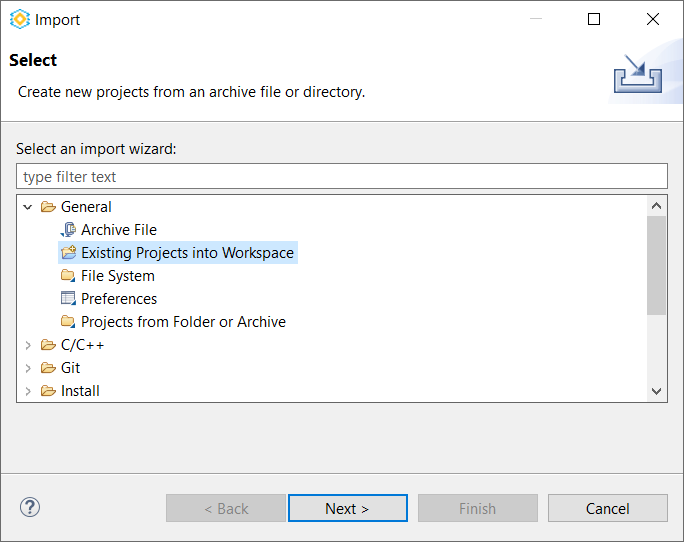 Import
Select
Create new projects from an archive file or directory.
Select an import wizard:
type filter text
General
Archive File
Existing Projects into Workspace
File System
Preferences
Projects from Folder or Archive
C/C++
Git
Install
?
< Back
Next >
Finish
Cancel